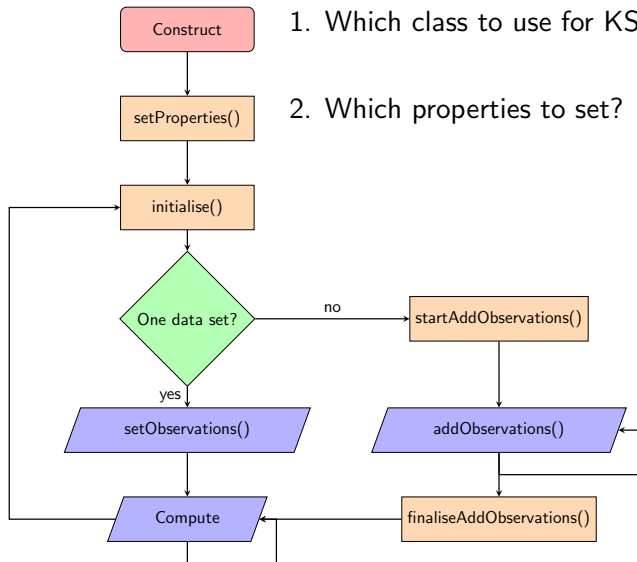 Construct
1. Which class to use for KS
setProperties()
2. Which properties to set?
initialise()
One data set?
no
startAddObservations()
yes
setObservations()
addObservations()
Compute
finaliseAddObservations()